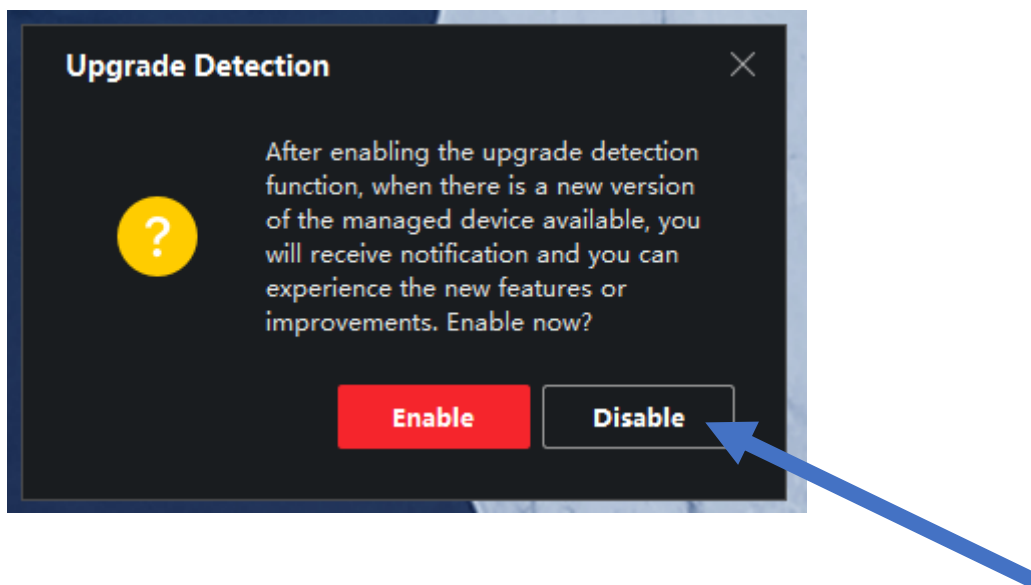 Upgrade Detection
After enabling the upgrade detection
function, when there is a new version
of the managed device available, you
will receive notification and you can
experience the new features or
improvements. Enable now?
?
Enable
Disable